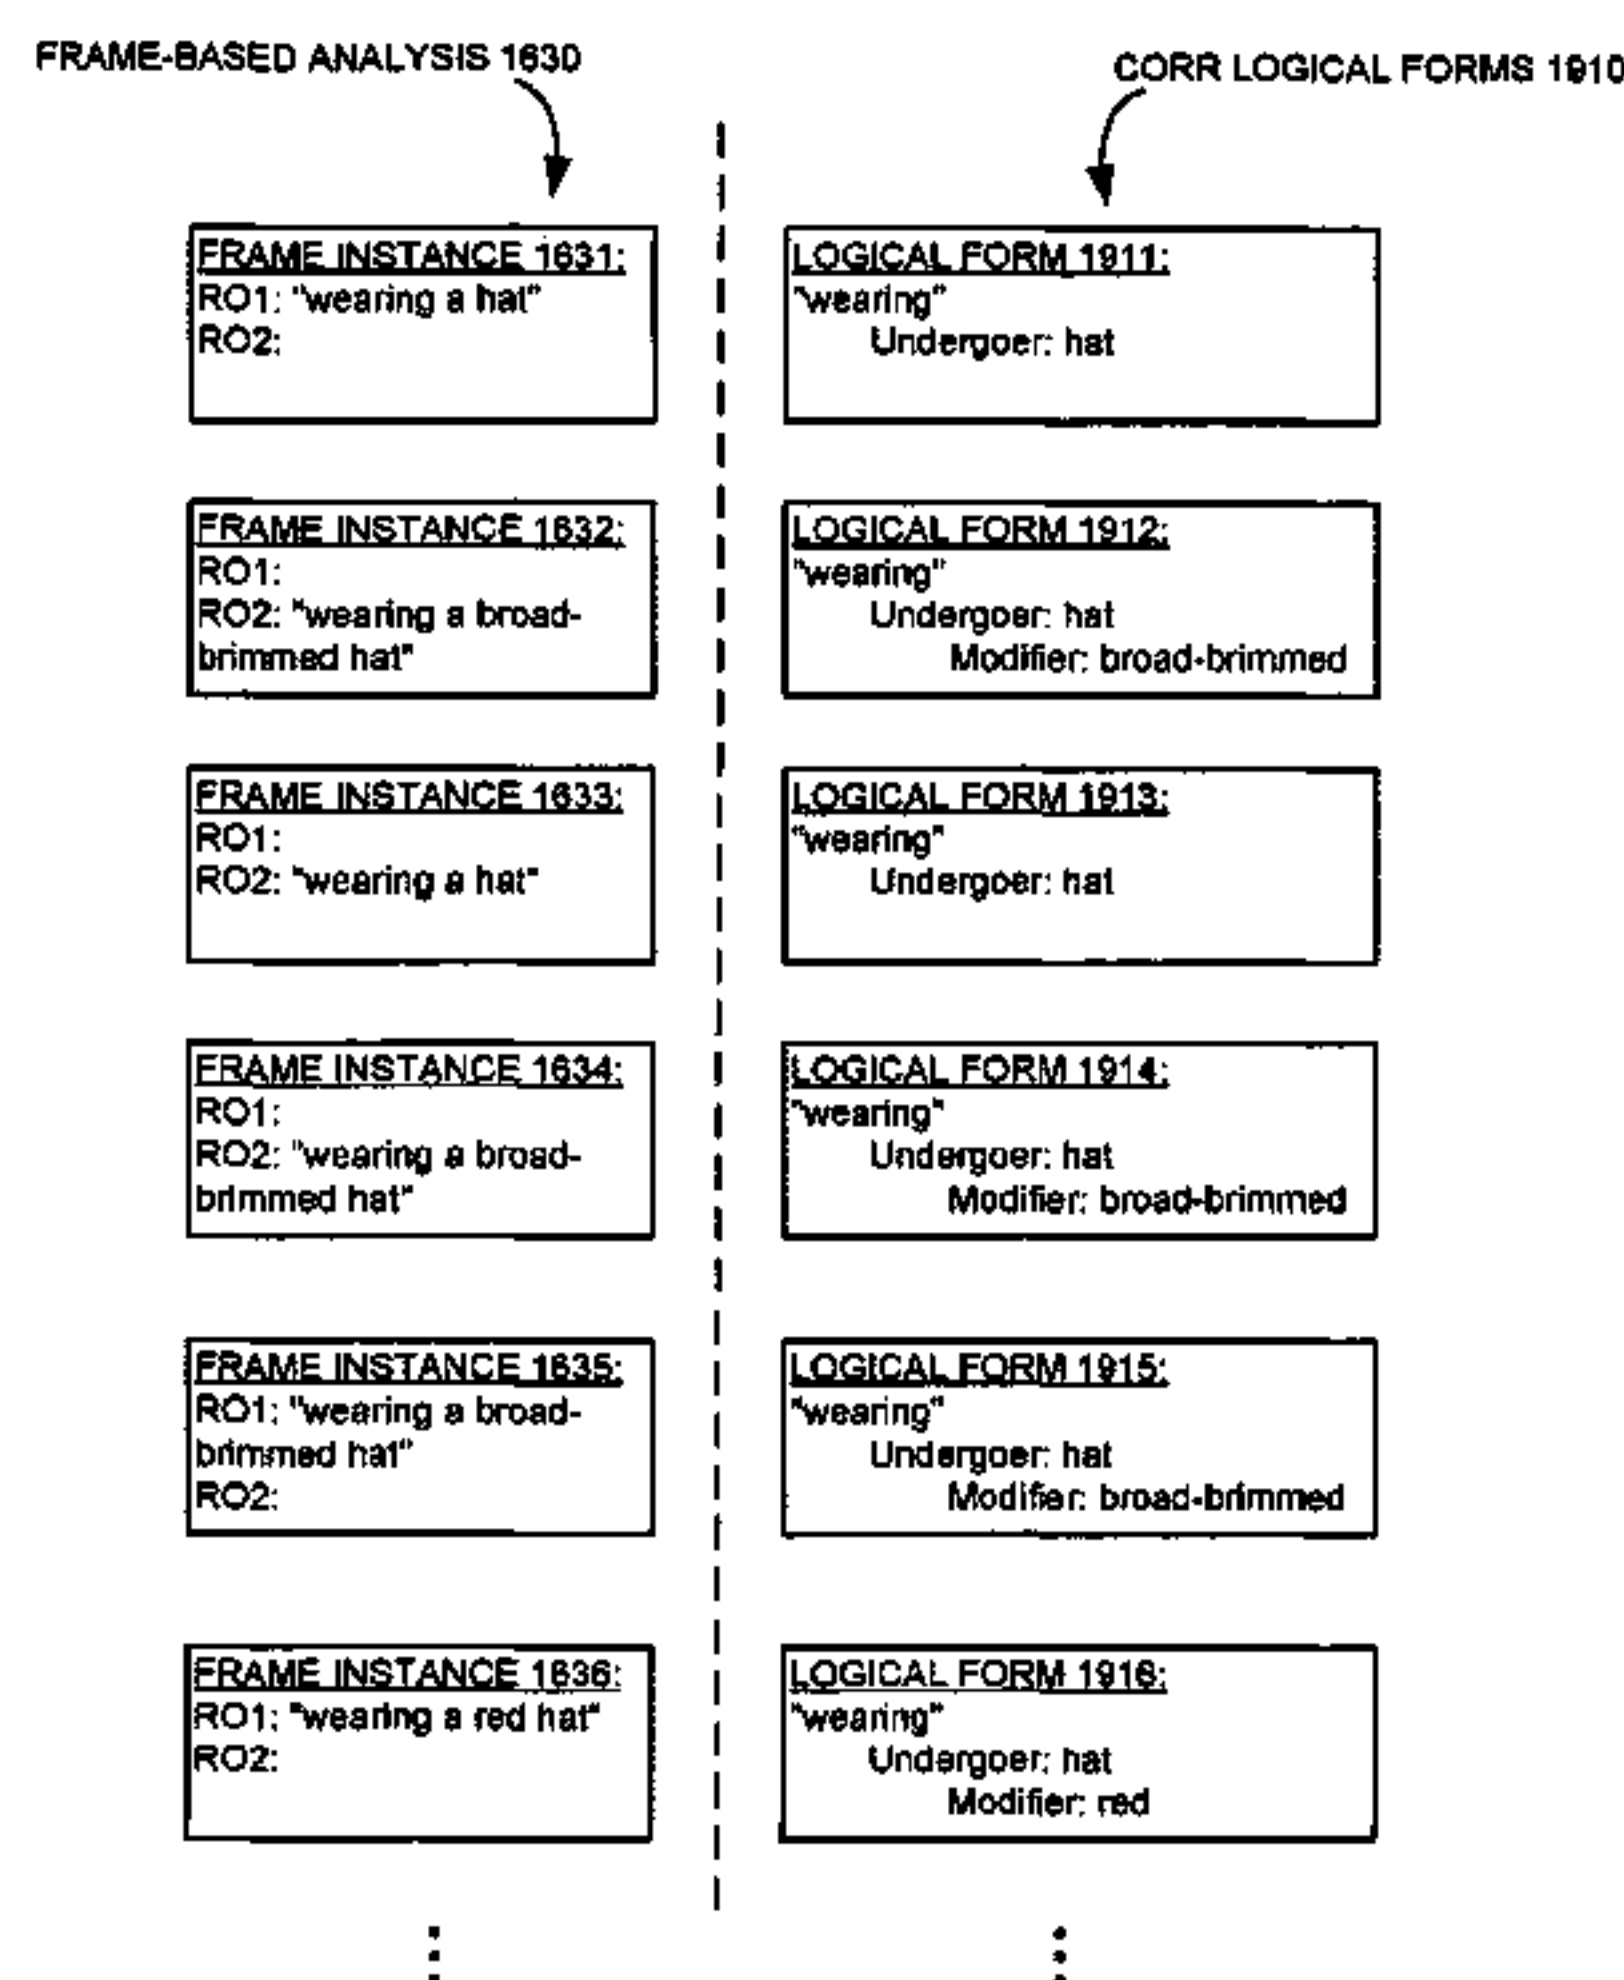 FRAME-BASED ANALYSIS 1630
CORR LOGICAL FORMS 1910
FRAME INSTANCE 1631:
RO1: "wearing a hat"
RO2:
LOGICAL FORM 1911:
"wearing"
Undergoer: hat
FRAME INSTANCE 1632:
RO1:
RO2: "wearing a broad-
brimmed hat"
LOGICAL FORM 1912:
"wearing"
Undergoer: hat
Modifier: broad-brimmed
FRAME INSTANCE 1633:
RO1:
RO2: "wearing a hat"
LOGICAL FORM 1913:
"wearing"
Undergoer: hat
FRAME INSTANCE 1634:
RO1:
RO2: "wearing a broad-
brimmed hat"
LOGICAL FORM 1914:
"wearing"
Undergoer: hat
Modifier: broad-brimmed
FRAME INSTANCE 1635:
RO1: "wearing a broad-
brimmed hat"
RO2:
LOGICAL FORM 1915:
"wearing"
Undergoer: hat
Modifier: broad-brimmed
FRAME INSTANCE 1636:
RO1: "wearing a red hat"
RO2:
LOGICAL FORM 1916:
"wearing"
Undergoer: hat
Modifier: red